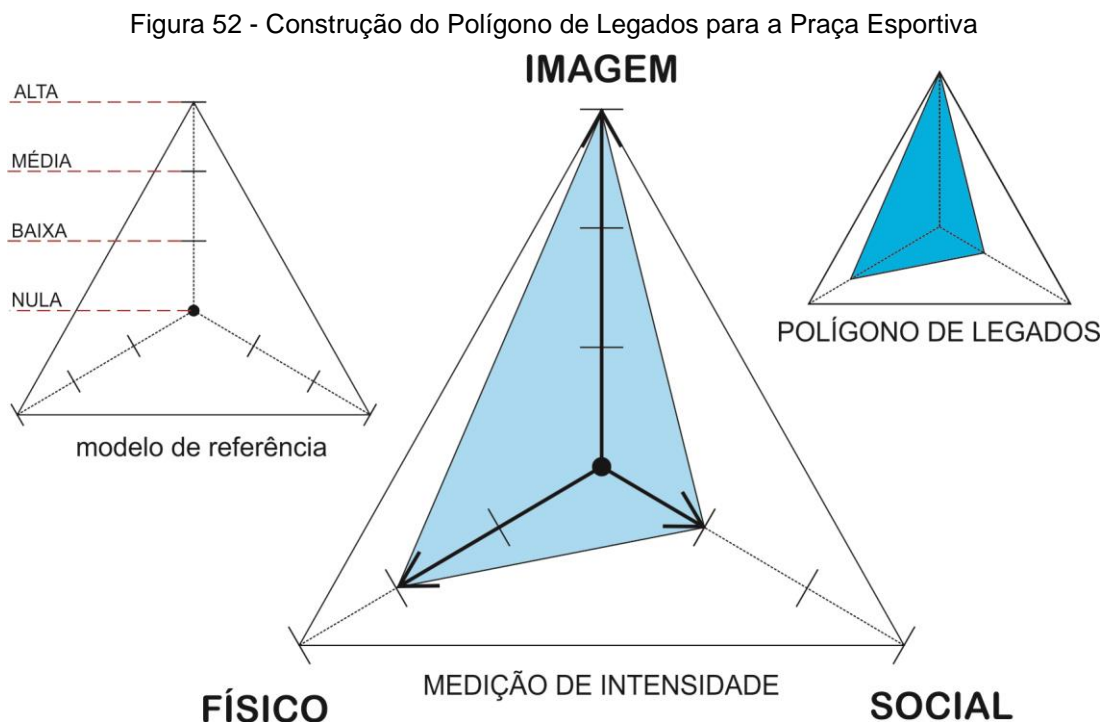 Figura 52 - Construção do Polígono de Legados para a Praça Esportiva
IMAGEM
ALTA
MÉDIA
BAIXA
NULA
modelo de referência
POLÍGONO DE LEGADOS
MEDIÇÃO DE INTENSIDADE
FÍSICO
SOCIAL